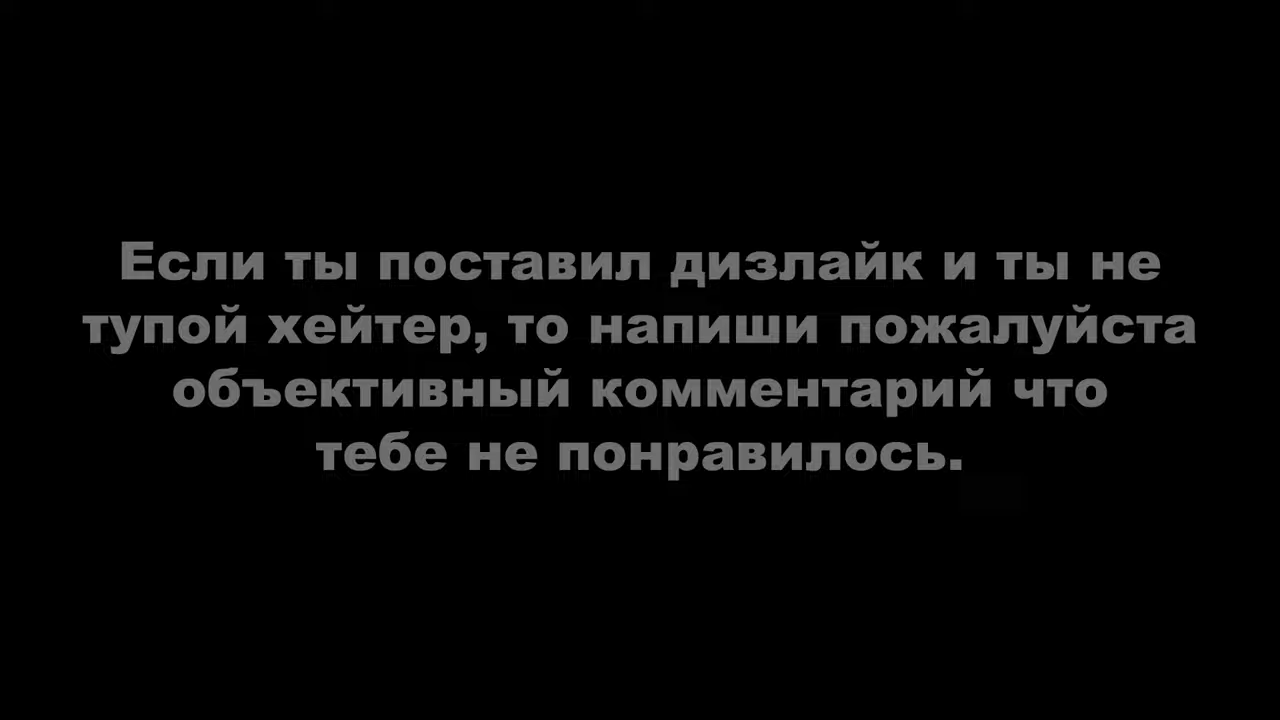 Если ты поставил дизлайк и ты не
тупой хейтер, то напиши пожалуйста
объективный комментарий что
тебе не понравилось.